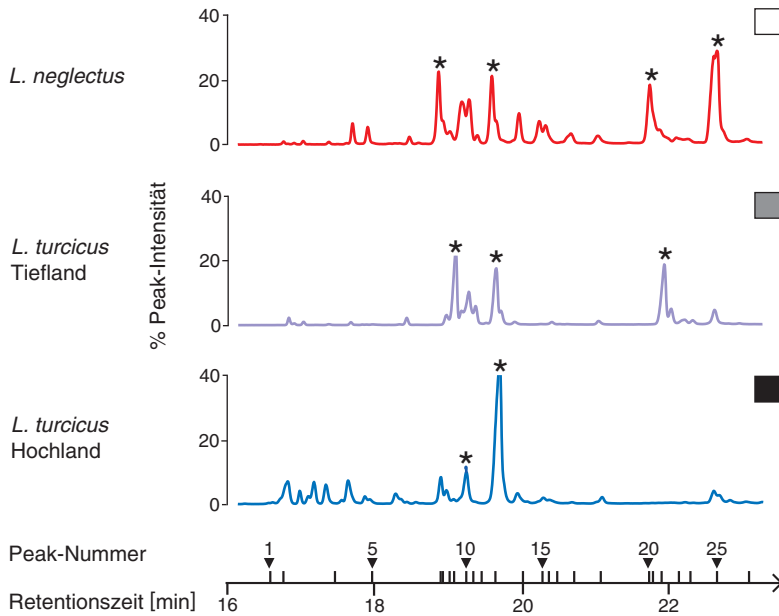 40
20
0
L. neglectus
* * * *
% Peak-Intensität
40
20
0
L. turcicus
Tiefland
* * *
40
20
0
L. turcicus
Hochland
* *
Peak-Nummer 1 5 10 15 20 25
Retentionszeit [min] 16 18 20 22